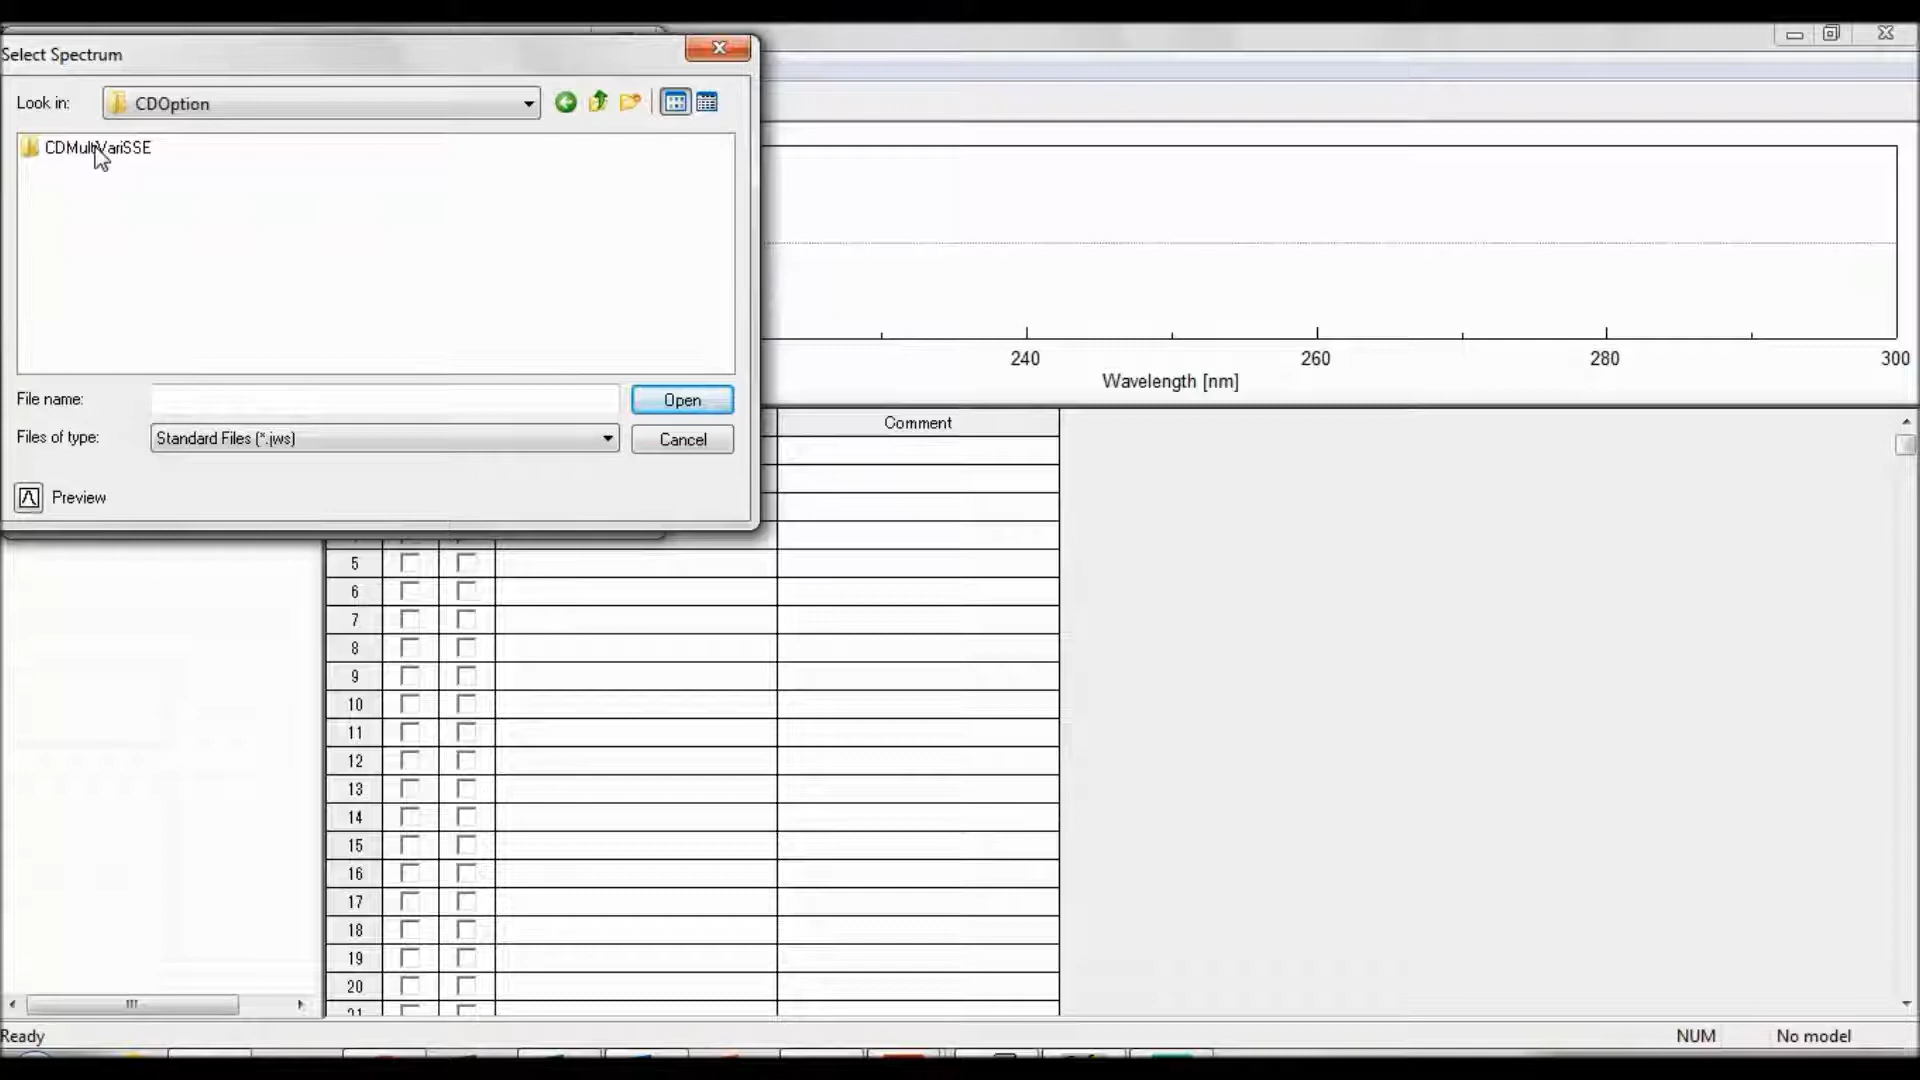 Select Spectrum
Look in: CDOption
CDMultiVariSSE
File name: Open
Files of type: Standard Files (*.jws) Cancel
Preview
240 260 280 300
Wavelength [nm]
Comment
5
6
7
8
9
10
11
12
13
14
15
16
17
18
19
20
21
Ready NUM No model